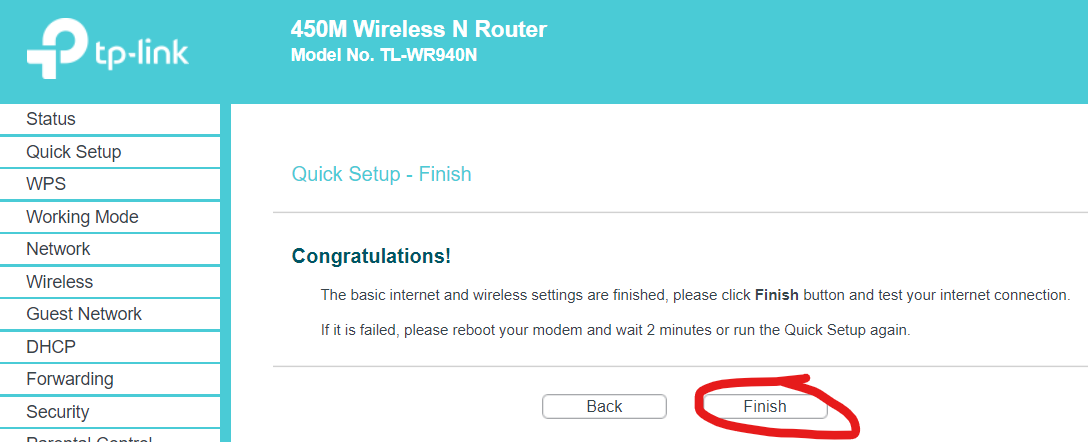 tp-link
450M Wireless N Router
Model No. TL-WR940N
Status
Quick Setup
WPS
Working Mode
Network
Wireless
Guest Network
DHCP
Forwarding
Security
Parental Control
Quick Setup - Finish
Congratulations!
The basic internet and wireless settings are finished, please click Finish button and test your internet connection.
If it is failed, please reboot your modem and wait 2 minutes or run the Quick Setup again.
Back
Finish